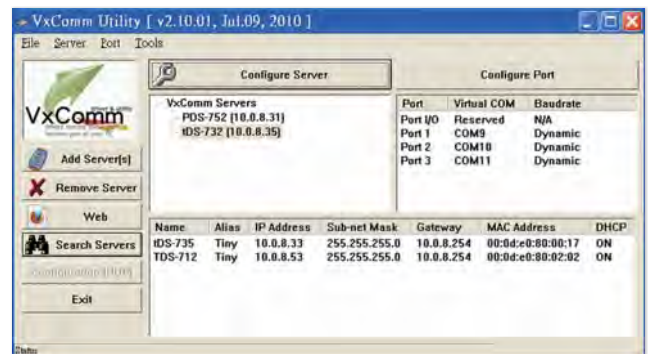 VxComm Utility [ v2.10.01, Jul.09, 2010 ]
File Server Port Tools
Configure Server
Configure Port
VxComm Servers
PDS-752 (10.0.8.31)
tDS-732 (10.0.8.35)
Port Virtual COM Baudrate
Port I/O Reserved N/A
Port 1 COM9 Dynamic
Port 2 COM10 Dynamic
Port 3 COM11 Dynamic
VxComm
Add Server(s)
Remove Server
Web
Search Servers
Exit
Name Alias IP Address Sub-net Mask Gateway MAC Address DHCP
tDS-735 Tiny 10.0.8.33 255.255.255.0 10.0.8.254 00:0d:e0:80:00:17 ON
TDS-712 Tiny 10.0.8.53 255.255.255.0 10.0.8.254 00:0d:e0:80:02:02 ON
Status